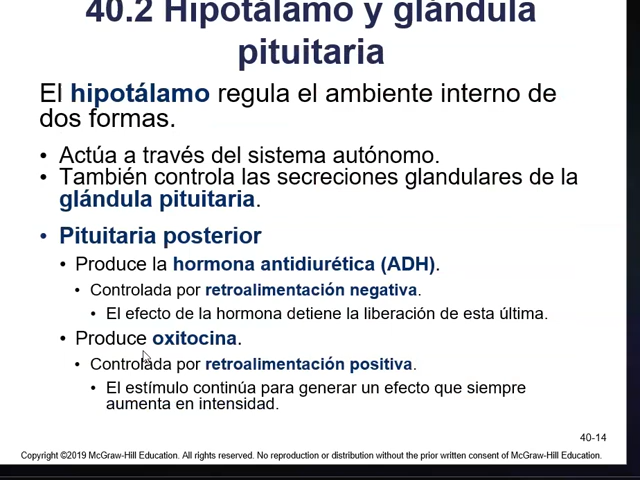 40.2 Hipotálamo y glándula
pituitaria
El hipotálamo regula el ambiente interno de
dos formas.
• Actúa a través del sistema autónomo.
• También controla las secreciones glandulares de la
glándula pituitaria.
• Pituitaria posterior
• Produce la hormona antidiurética (ADH).
• Controlada por retroalimentación negativa.
• El efecto de la hormona detiene la liberación de esta última.
• Produce oxitocina.
• Controlada por retroalimentación positiva.
• El estímulo continúa para generar un efecto que siempre
aumenta en intensidad.
40-14
Copyright ©2019 McGraw-Hill Education. All rights reserved. No reproduction or distribution without the prior written consent of McGraw-Hill Education.